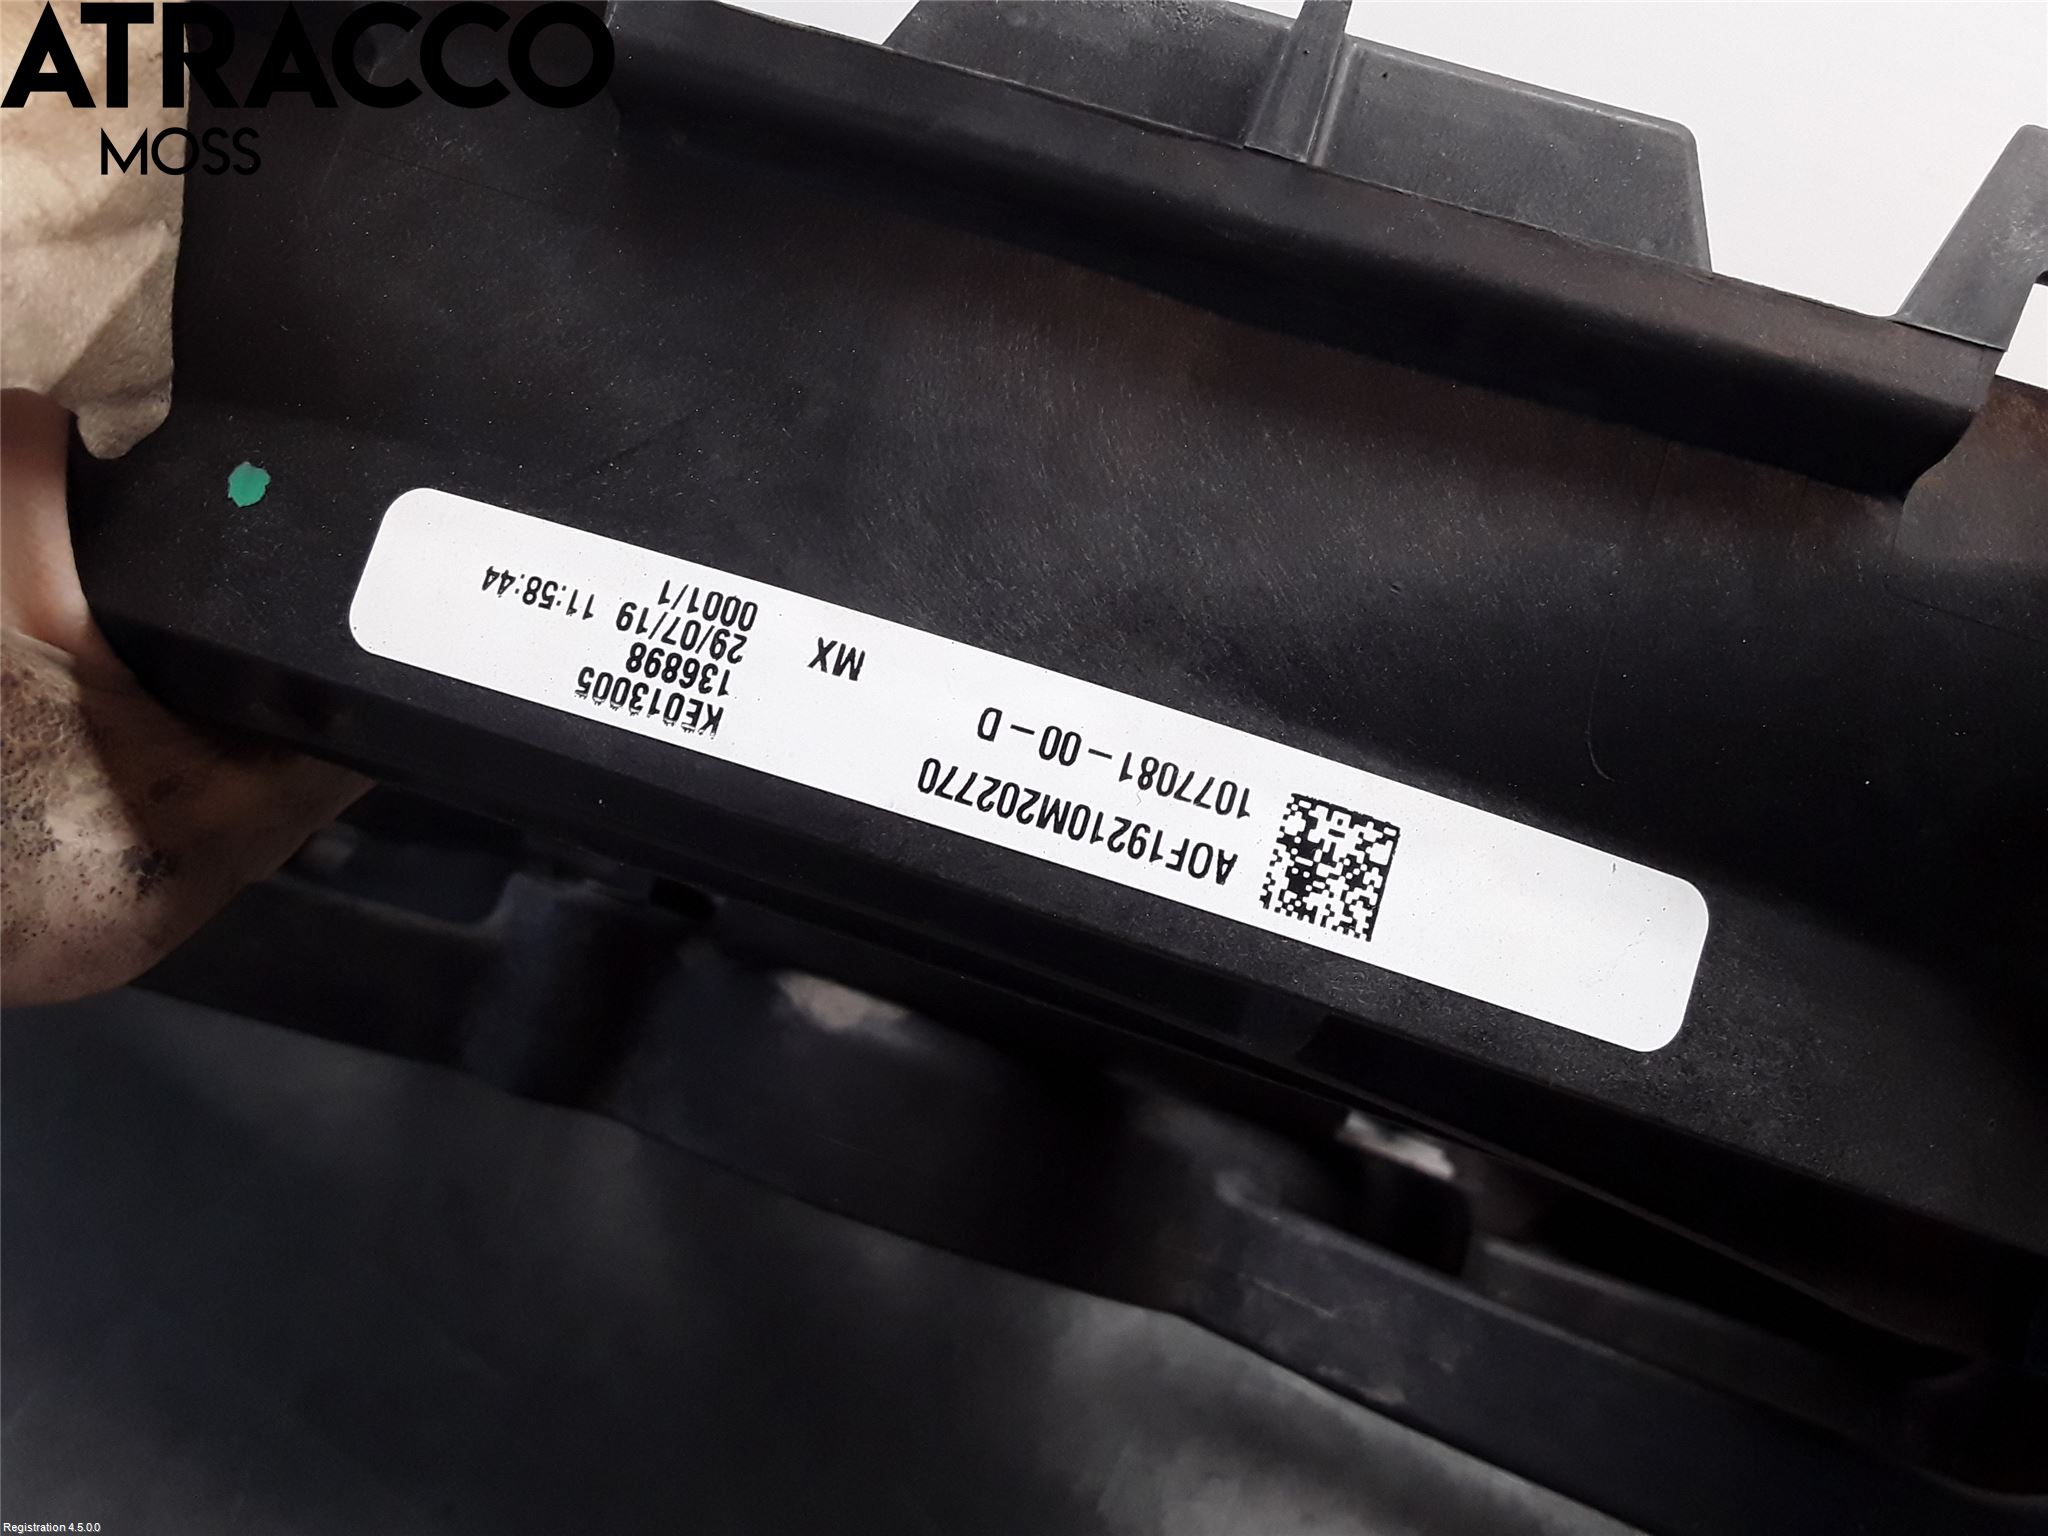 ATRACCO
MOSS
AOF19210M202770
1077081-00-D
MX
KE013005
136898
29/07/19 11:58:44
0001/1
Registration 4.5.0.0